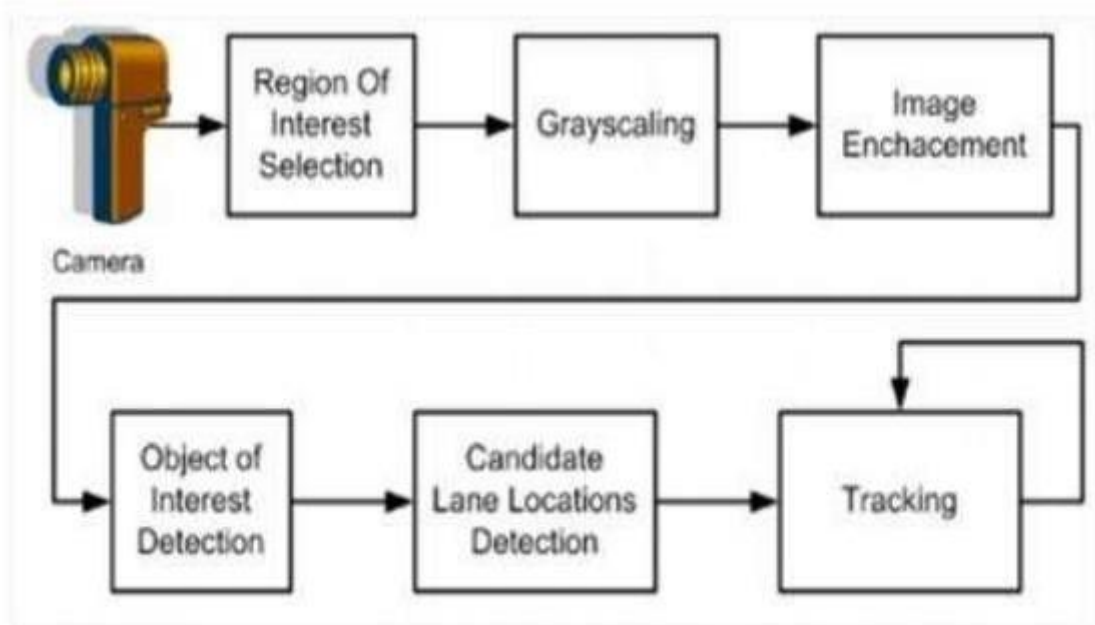 Region Of
Interest
Selection
Grayscaling
Image
Enchacement
Camera
Object of
Interest
Detection
Candidate
Lane Locations
Detection
Tracking